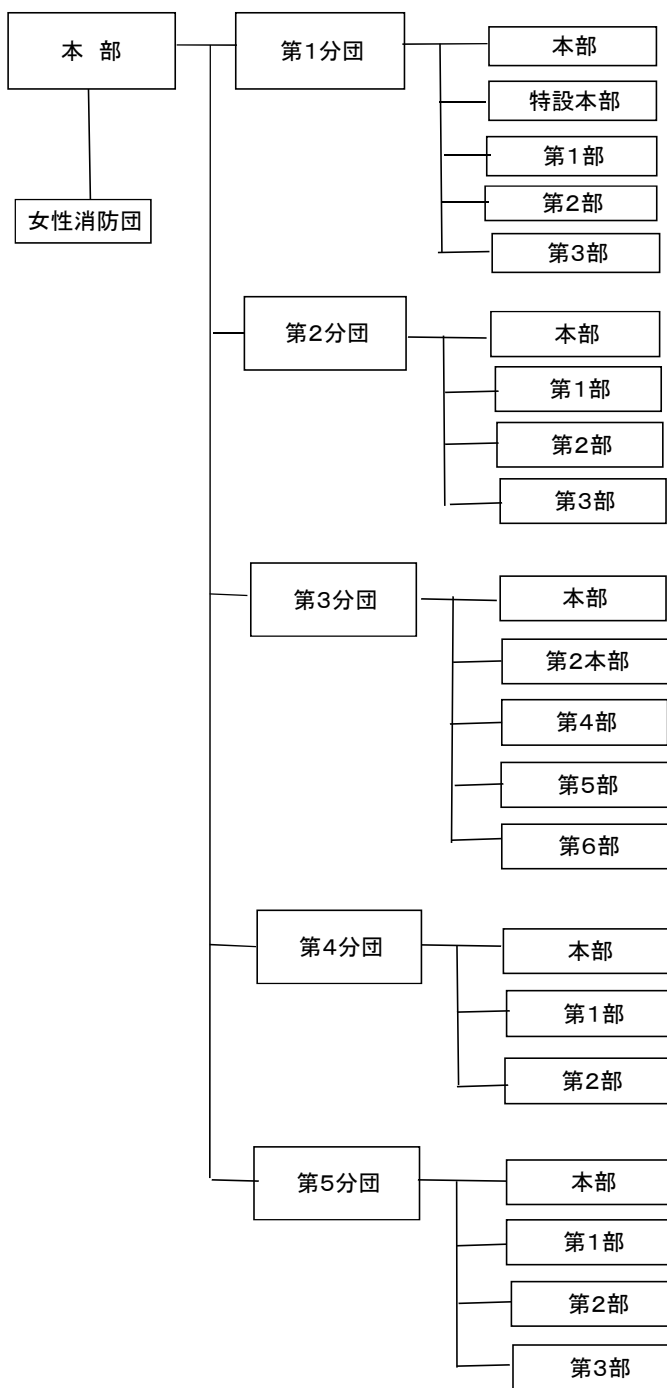 本 部
女性消防団
第1分団
本部
特設本部
第1部
第2部
第3部
第2分団
本部
第1部
第2部
第3部
第3分団
本部
第2本部
第4部
第5部
第6部
第4分団
本部
第1部
第2部
第5分団
本部
第1部
第2部
第3部